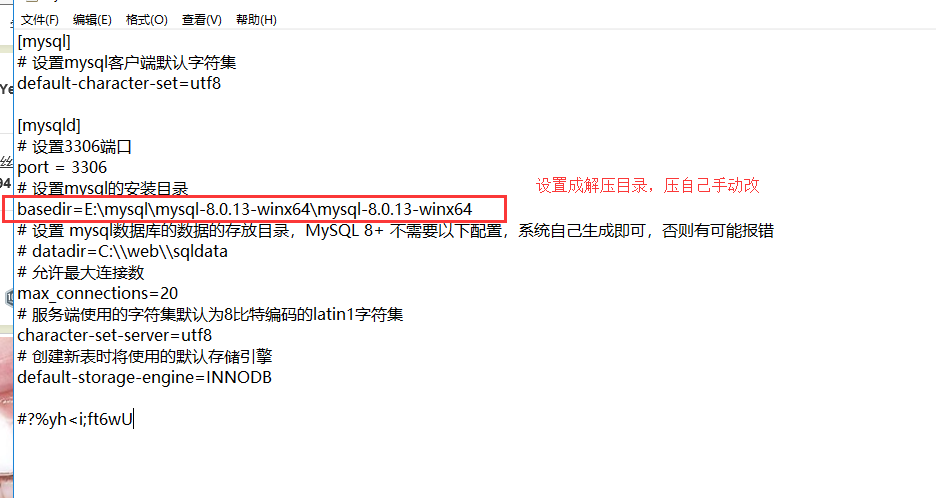 文件(F) 编辑(E) 格式(O) 查看(V) 帮助(H)
[mysql]
# 设置mysql客户端默认字符集
default-character-set=utf8
[mysqld]
# 设置3306端口
port = 3306
# 设置mysql的安装目录
设置成解压目录，压自己手动改
basedir=E:\mysql\mysql-8.0.13-winx64\mysql-8.0.13-winx64
# 设置 mysql数据库的数据的存放目录，MySQL 8+ 不需要以下配置，系统自己生成即可，否则有可能报错
# datadir=C:\\web\\sqldata
# 允许最大连接数
max_connections=20
# 服务端使用的字符集默认为8比特编码的latin1字符集
character-set-server=utf8
# 创建新表时将使用的默认存储引擎
default-storage-engine=INNODB
#?%yh<i;ft6wU